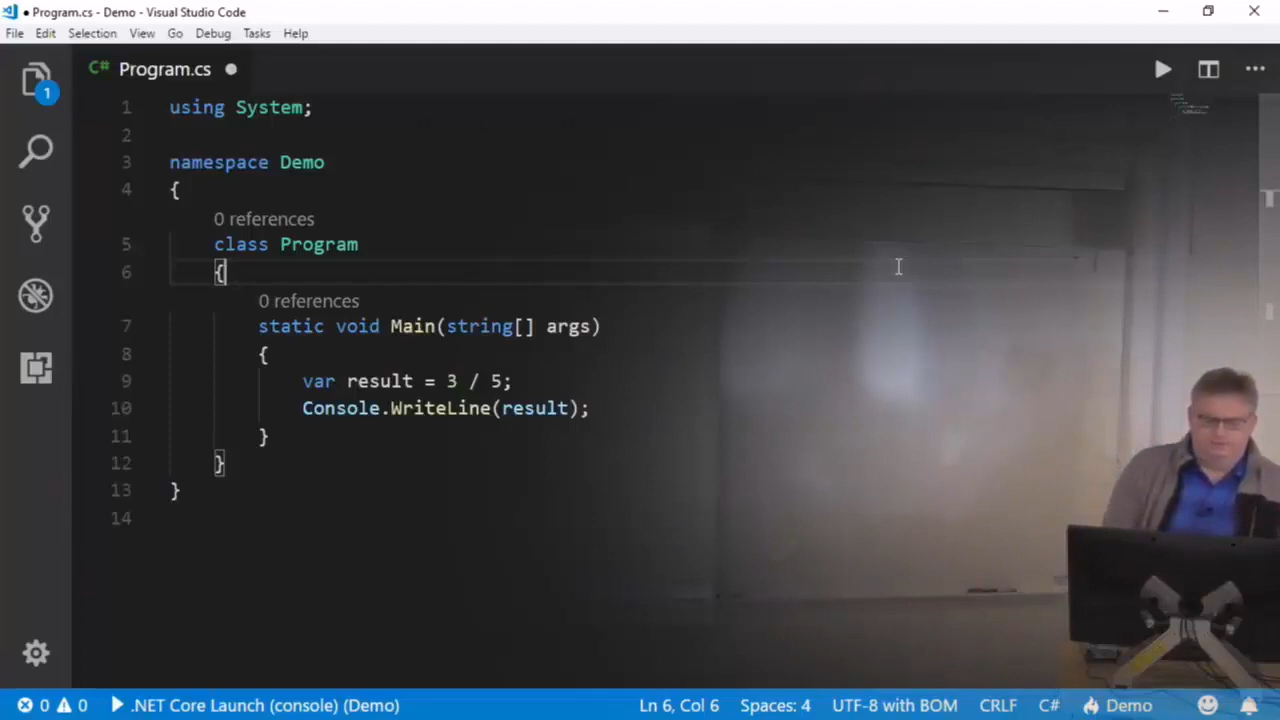 ● Program.cs - Demo - Visual Studio Code
File Edit Selection View Go Debug Tasks Help
1
C# Program.cs ●
1 using System;
2
3 namespace Demo
4 {
0 references
5 class Program
6 {
0 references
7 static void Main(string[] args)
8 {
9 var result = 3 / 5;
10 Console.WriteLine(result);
11 }
12 }
13 }
14
0 0 .NET Core Launch (console) (Demo) Ln 6, Col 6 Spaces: 4 UTF-8 with BOM CRLF C# Demo